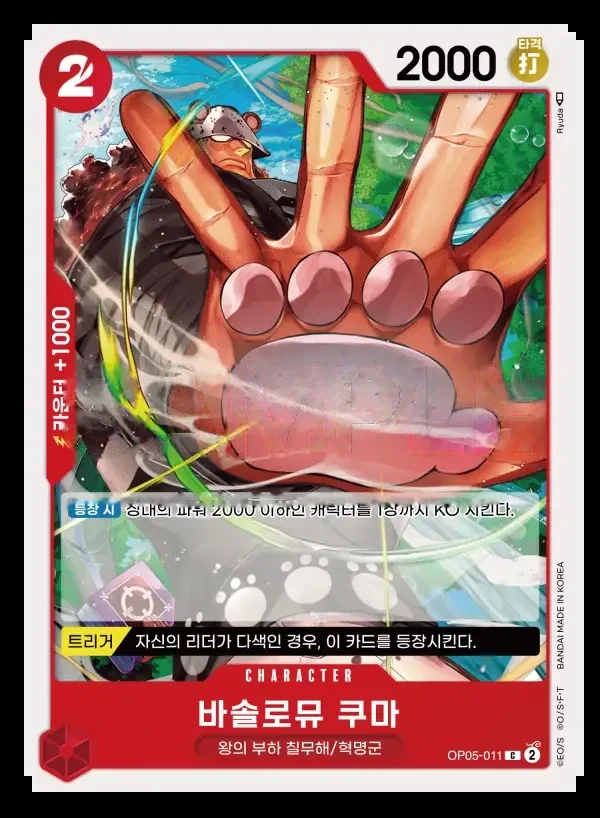 2
2000
타격
打
Ryuda
카운터 +1000
등장 시 상대의 파워 2000 이하인 캐릭터를 1장까지 KO 시킨다.
트리거 자신의 리더가 다색인 경우, 이 카드를 등장시킨다.
CHARACTER
바솔로뮤 쿠마
왕의 부하 칠무해/혁명군
OP05-011 C 2
©EO/S ©O/S·F·T BANDAI MADE IN KOREA